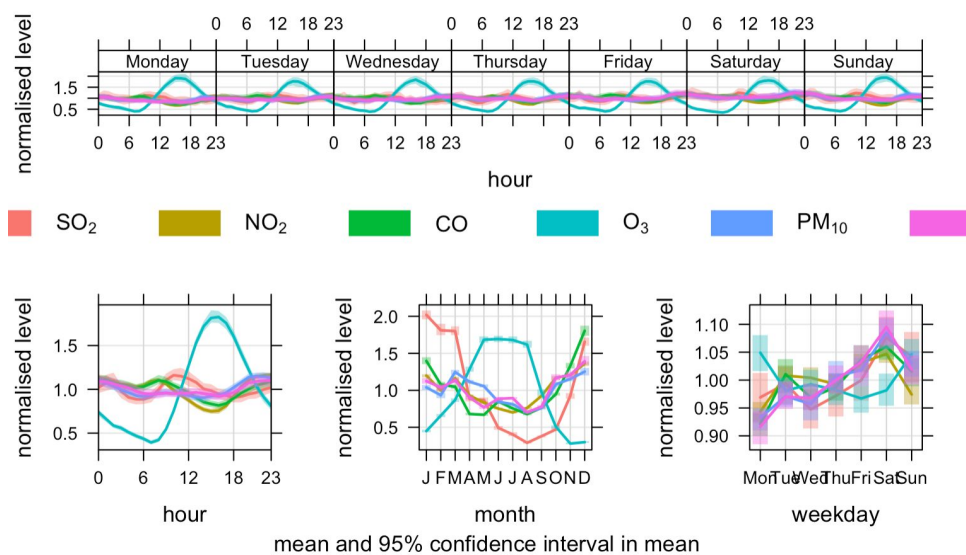 0 6 12 18 23 0 6 12 18 23 0 6 12 18 23
Monday Tuesday Wednesday Thursday Friday Saturday Sunday
normalised level
1.5
0.5
0 6 12 18 23 0 6 12 18 23 0 6 12 18 23 0 6 12 18 23
hour
SO₂ NO₂ CO O₃ PM₁₀
normalised level
1.5
1.0
0.5
0 6 12 18 23
hour
normalised level
2.0
1.5
1.0
0.5
J F M A M J J A S O N D
month
normalised level
1.10
1.05
1.00
0.95
0.90
Mon Tue Wed Thu Fri Sat Sun
weekday
mean and 95% confidence interval in mean